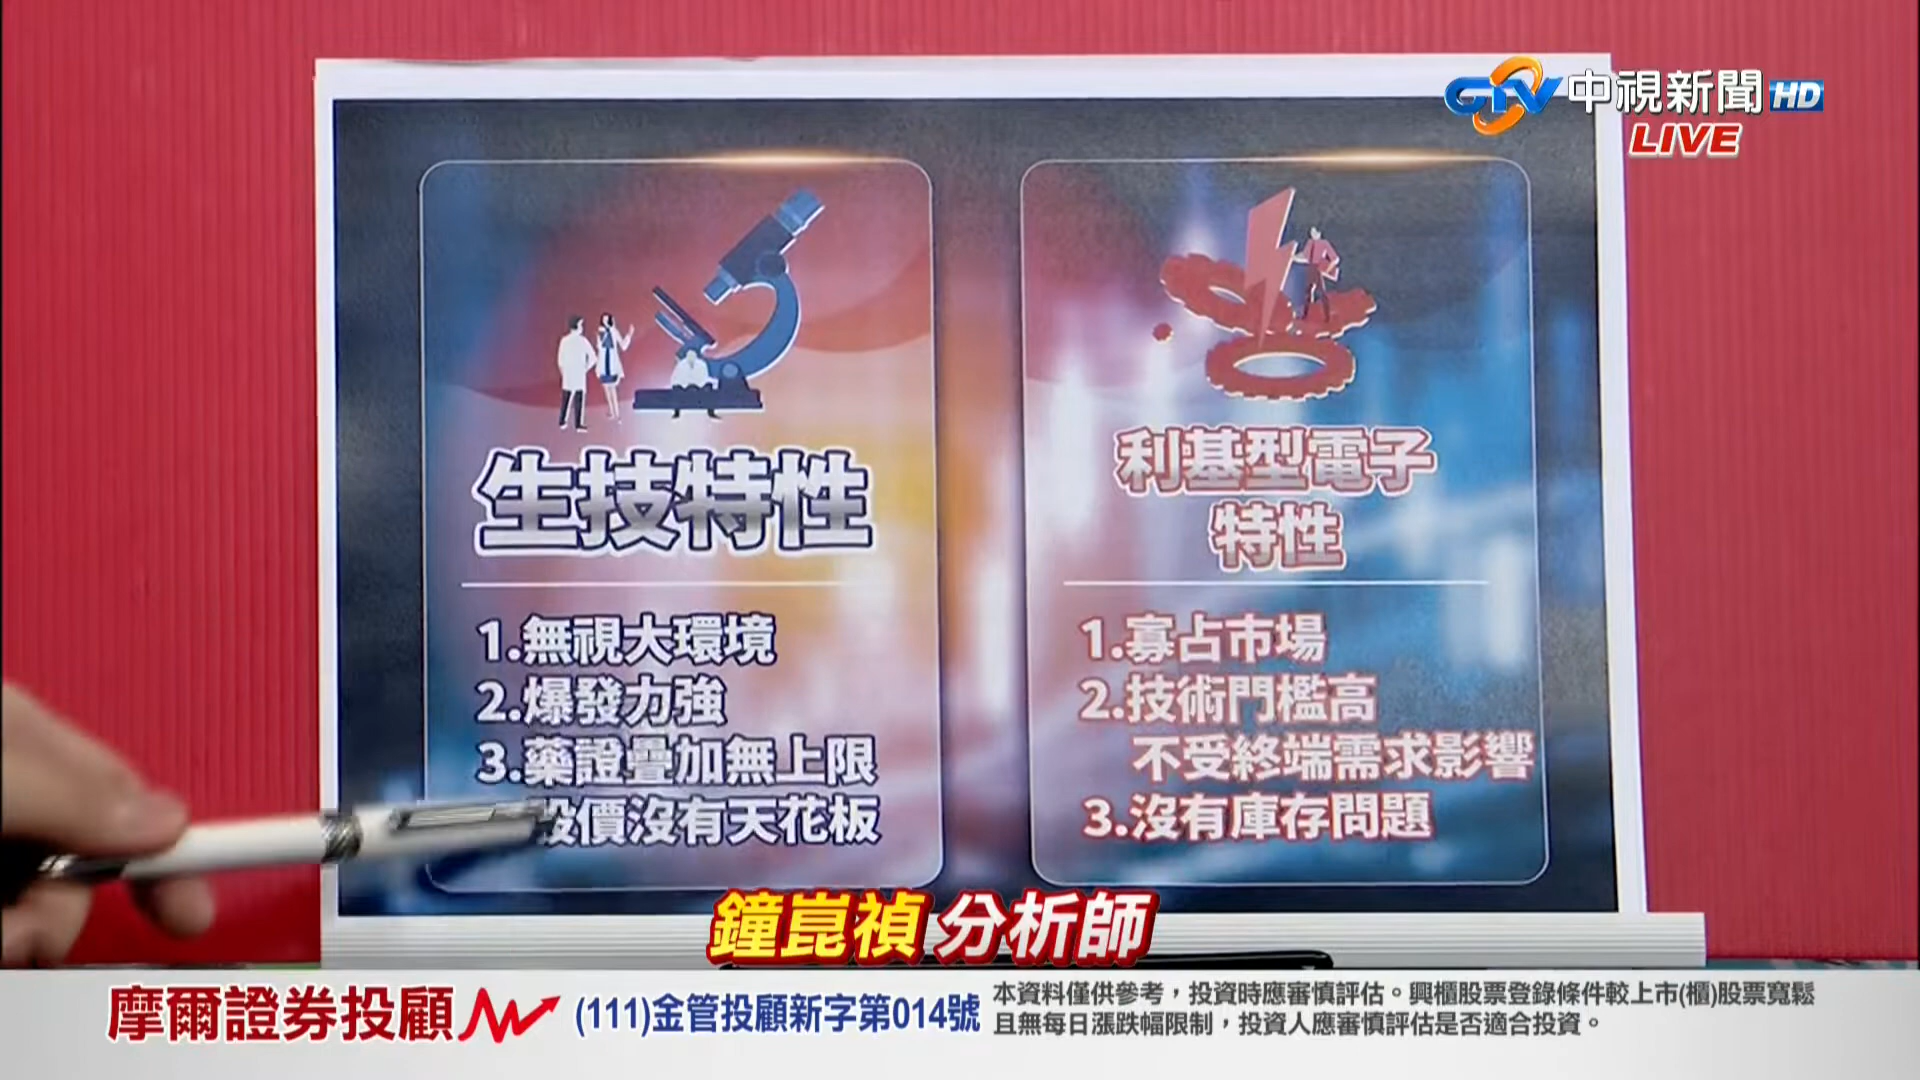 CTV 中視新聞 HD
LIVE
生技特性
1.無視大環境
2.爆發力強
3.藥證疊加無上限
股價沒有天花板
利基型電子
特性
1.寡占市場
2.技術門檻高
不受終端需求影響
3.沒有庫存問題
鐘崑禎 分析師
摩爾證券投顧
(111)金管投顧新字第014號
本資料僅供參考，投資時應審慎評估。興櫃股票登錄條件較上市(櫃)股票寬鬆
且無每日漲跌幅限制，投資人應審慎評估是否適合投資。